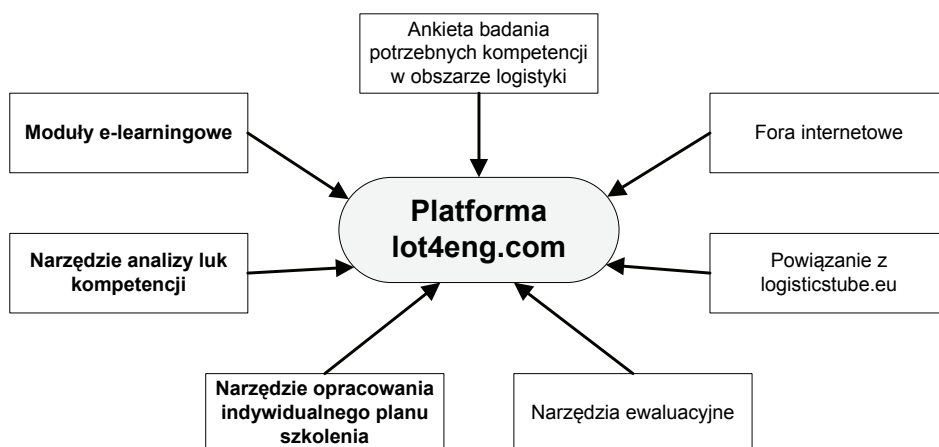 Ankieta badania
potrzebnych kompetencji
w obszarze logistyki
Moduły e-learningowe
Fora internetowe
Platforma
lot4eng.com
Narzędzie analizy luk
kompetencji
Powiązanie z
logisticstube.eu
Narzędzie opracowania
indywidualnego planu
szkolenia
Narzędzia ewaluacyjne